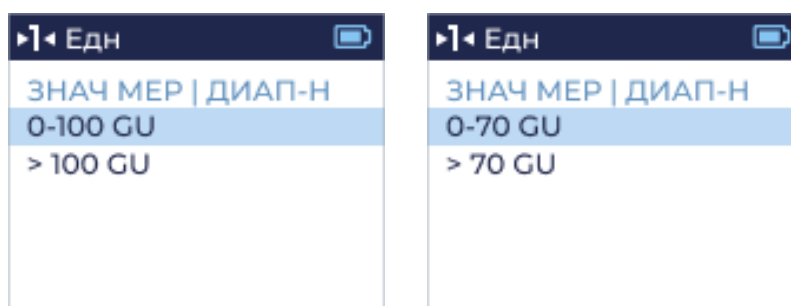 Едн
ЗНАЧ МЕР | ДИАП-Н
0-100 GU
> 100 GU
Едн
ЗНАЧ МЕР | ДИАП-Н
0-70 GU
> 70 GU